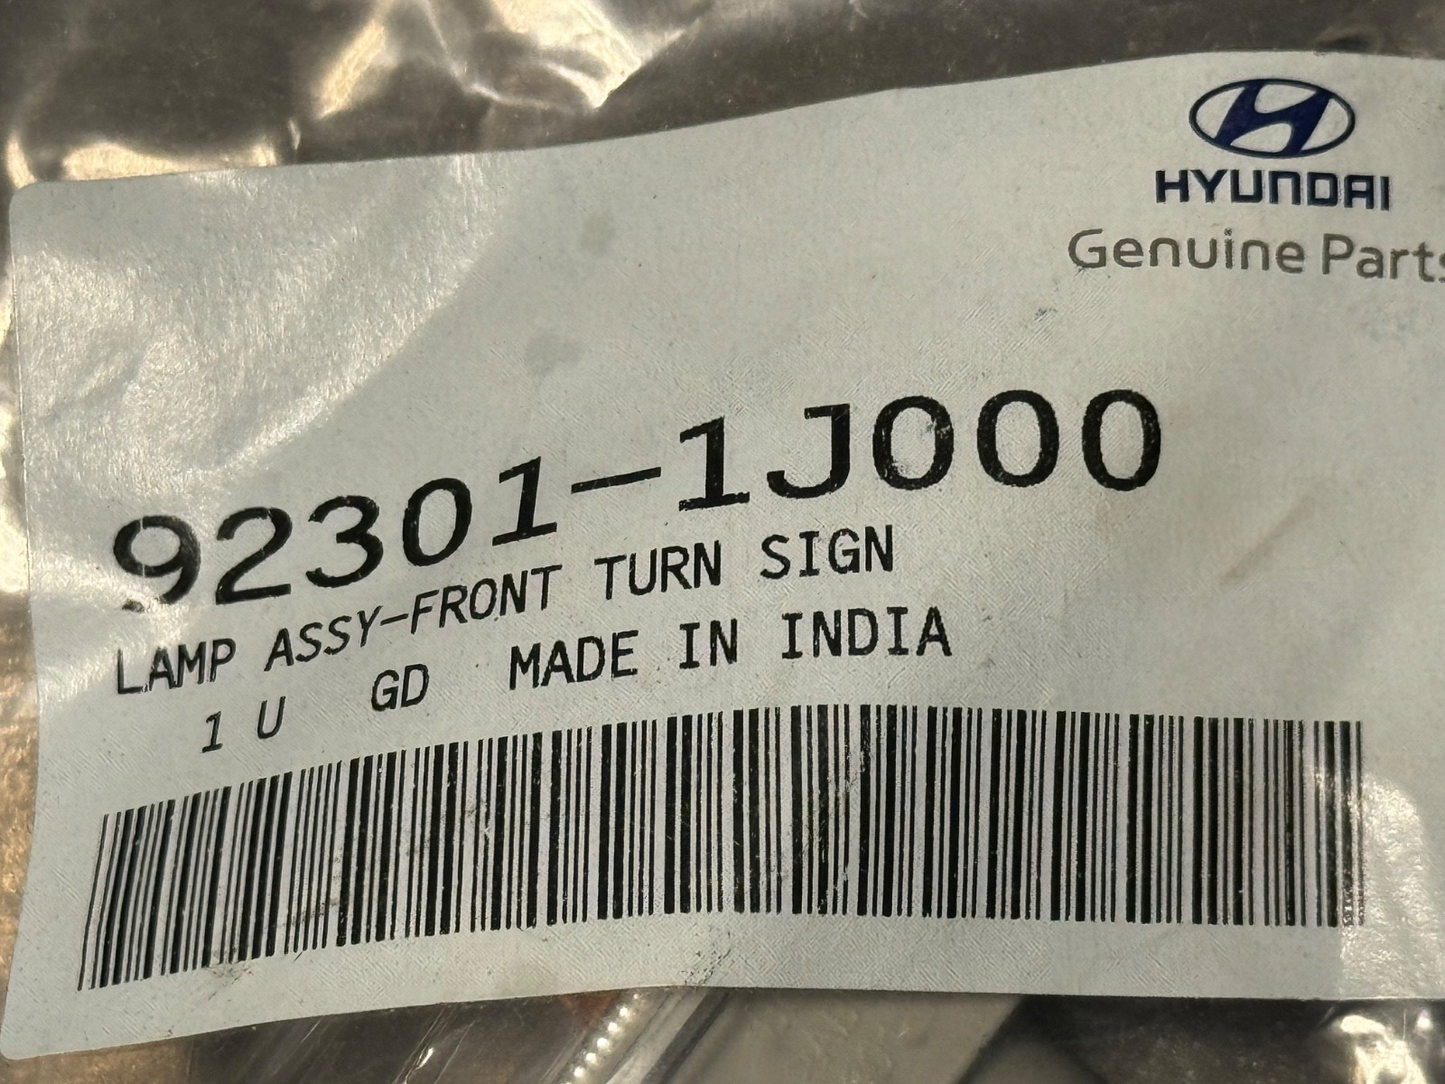 HYUNDAI
Genuine Parts
92301-1J000
LAMP ASSY-FRONT TURN SIGN
1 U GD MADE IN INDIA